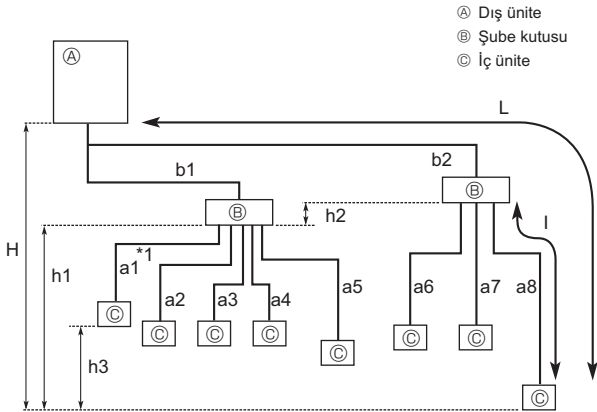 Ⓐ Dış ünite
Ⓑ Şube kutusu
Ⓒ İç ünite
Ⓐ
L
b1
b2
Ⓑ
Ⓑ
h2
l
H
h1
*1
a1
a2
a3
a4
a5
a6
a7
a8
Ⓒ
Ⓒ
Ⓒ
Ⓒ
Ⓒ
Ⓒ
Ⓒ
h3
Ⓒ